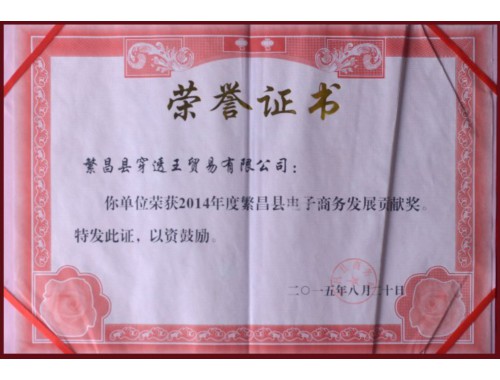 荣誉证书
繁昌县穿透王贸易有限公司：
你单位荣获2014年度繁昌县电子商务发展贡献奖。
特发此证，以资鼓励。
二〇一五年八月二十日